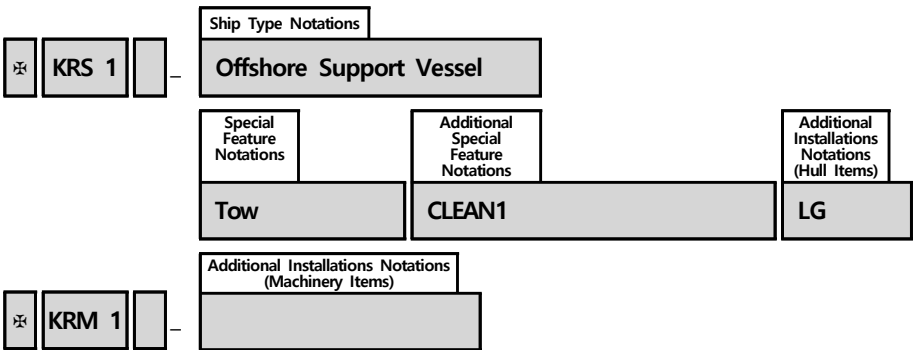 Ship Type Notations
✠ KRS 1 _ Offshore Support Vessel
Special
Feature
Notations
Additional
Special
Feature
Notations
Additional
Installations
Notations
(Hull Items)
Tow CLEAN1 LG
Additional Installations Notations
(Machinery Items)
✠ KRM 1 _